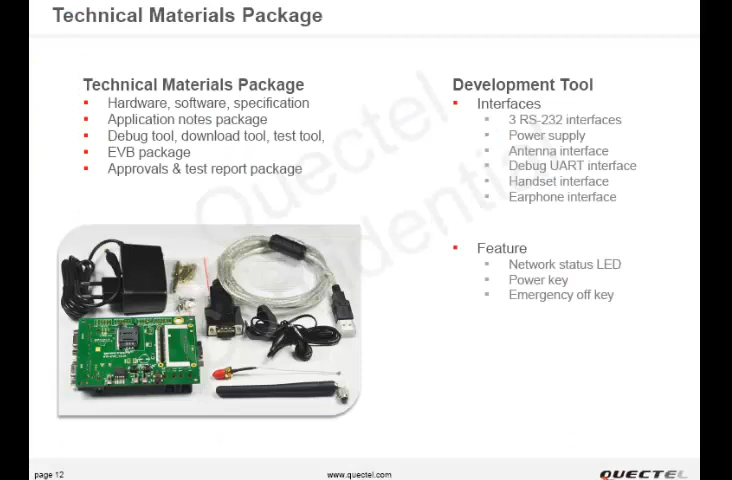 Technical Materials Package
Technical Materials Package
Hardware, software, specification
Application notes package
Debug tool, download tool, test tool,
EVB package
Approvals & test report package
Development Tool
Interfaces
3 RS-232 interfaces
Power supply
Antenna interface
Debug UART interface
Handset interface
Earphone interface
Feature
Network status LED
Power key
Emergency off key
Quectel
page 12
www.quectel.com
QUECTEL